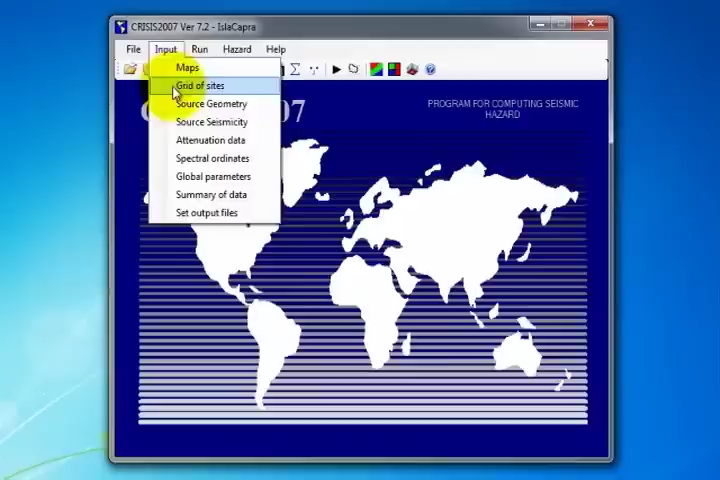 CRISIS2007 Ver 7.2 - IslaCapra
File Input Run Hazard Help
Maps
Grid of sites
Source Geometry
Source Seismicity
Attenuation data
Spectral ordinates
Global parameters
Summary of data
Set output files
07
PROGRAM FOR COMPUTING SEISMIC
HAZARD